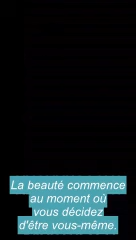 La beauté commence
au moment où
vous décidez
d'être vous-même.